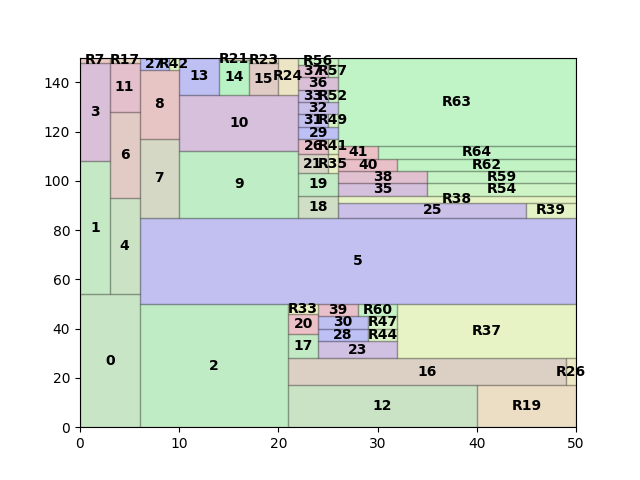 R7 R17 27 R42 R21 R23 R56
140 11 8 13 14 15 R24 37 R57
36
R63
33 R52
32
120 3 10 31 R49
29
6 26 R41 41 R64
100 7 9 21 R35 40 R62
19 38 R59
35 R54
R38
80 1 4 18 25 R39
60 5
R33 39 R60
40 20 30 R47 R37
28 R44
0 2 17 23
20 16 R26
12 R19
0
0 10 20 30 40 50